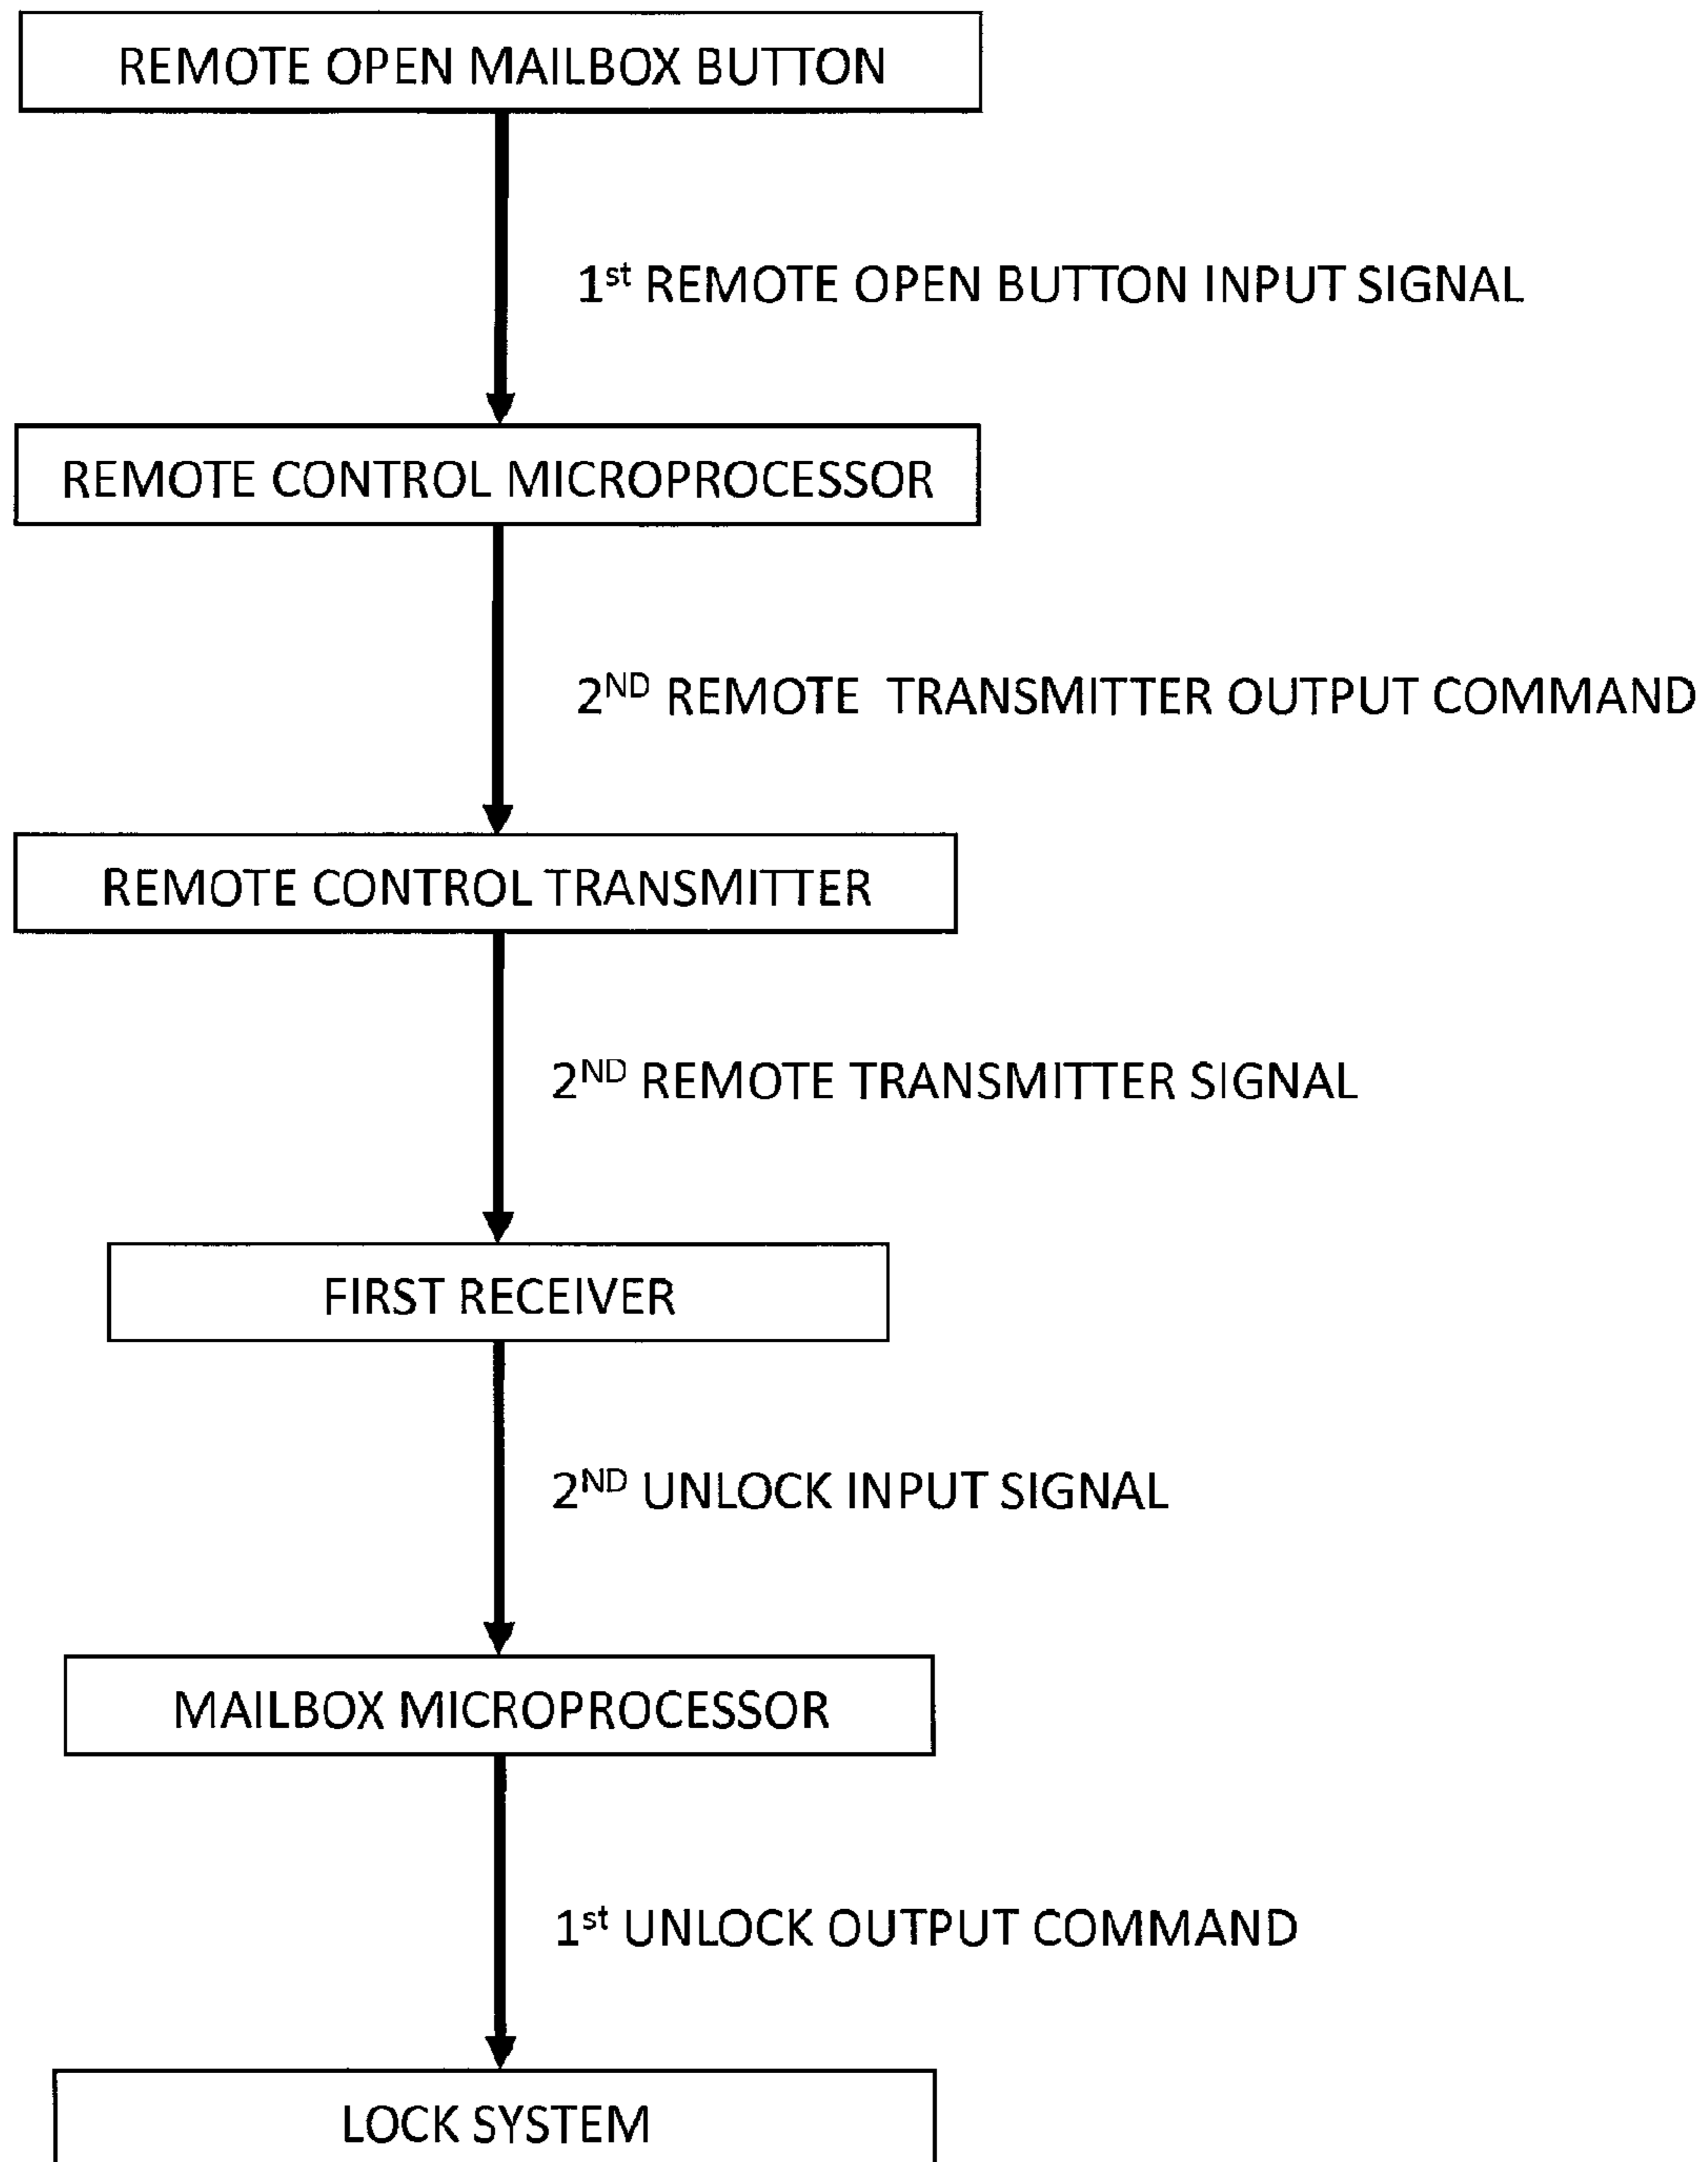 REMOTE OPEN MAILBOX BUTTON
1st REMOTE OPEN BUTTON INPUT SIGNAL
REMOTE CONTROL MICROPROCESSOR
2ND REMOTE TRANSMITTER OUTPUT COMMAND
REMOTE CONTROL TRANSMITTER
2ND REMOTE TRANSMITTER SIGNAL
FIRST RECEIVER
2ND UNLOCK INPUT SIGNAL
MAILBOX MICROPROCESSOR
1st UNLOCK OUTPUT COMMAND
LOCK SYSTEM